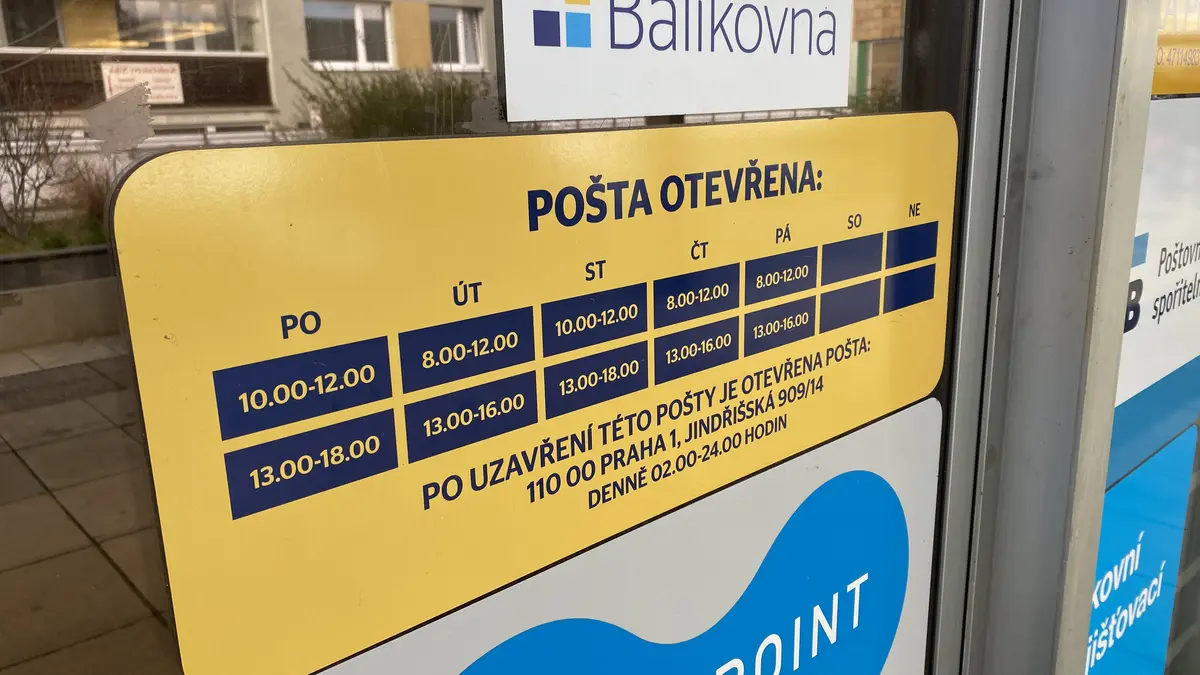 Balíkovna
POŠTA OTEVŘENA:
PO ÚT ST ČT PÁ SO NE
10.00-12.00 8.00-12.00 10.00-12.00 8.00-12.00 8.00-12.00
13.00-18.00 13.00-16.00 13.00-18.00 13.00-16.00 13.00-16.00
PO UZAVŘENÍ TÉTO POŠTY JE OTEVŘENA POŠTA:
110 00 PRAHA 1, JINDŘIŠSKÁ 909/14
DENNĚ 02.00-24.00 HODIN
POINT
Poštovn
spořiteln
B
kovní
jišťovací